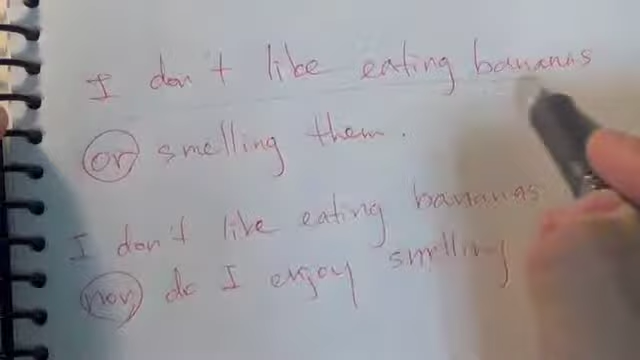 I don't like eating bananas
or smelling them.
I don't like eating bananas
nor do I enjoy smelling